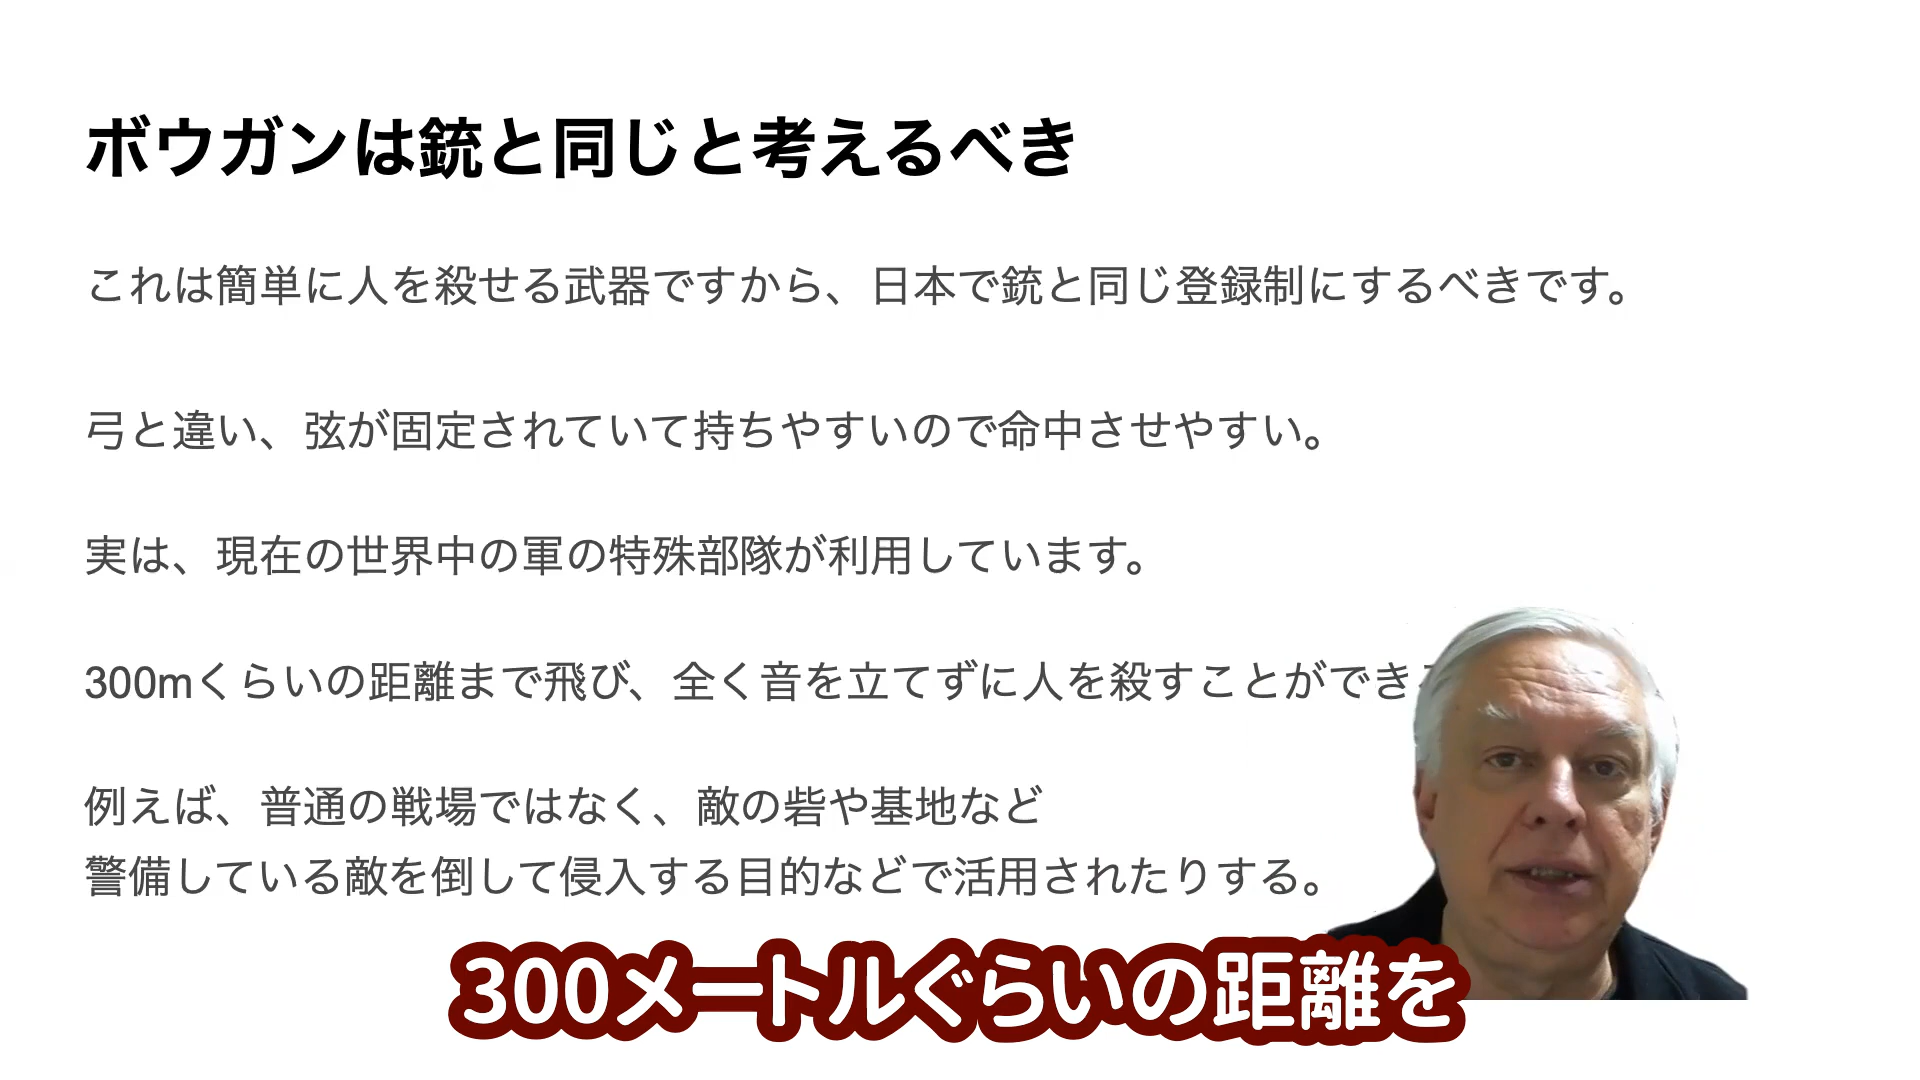 ボウガンは銃と同じと考えるべき
これは簡単に人を殺せる武器ですから、日本で銃と同じ登録制にするべきです。
弓と違い、弦が固定されていて持ちやすいので命中させやすい。
実は、現在の世界中の軍の特殊部隊が利用しています。
300mくらいの距離まで飛び、全く音を立てずに人を殺すことができ
例えば、普通の戦場ではなく、敵の砦や基地など
警備している敵を倒して侵入する目的などで活用されたりする。
300メートルぐらいの距離を